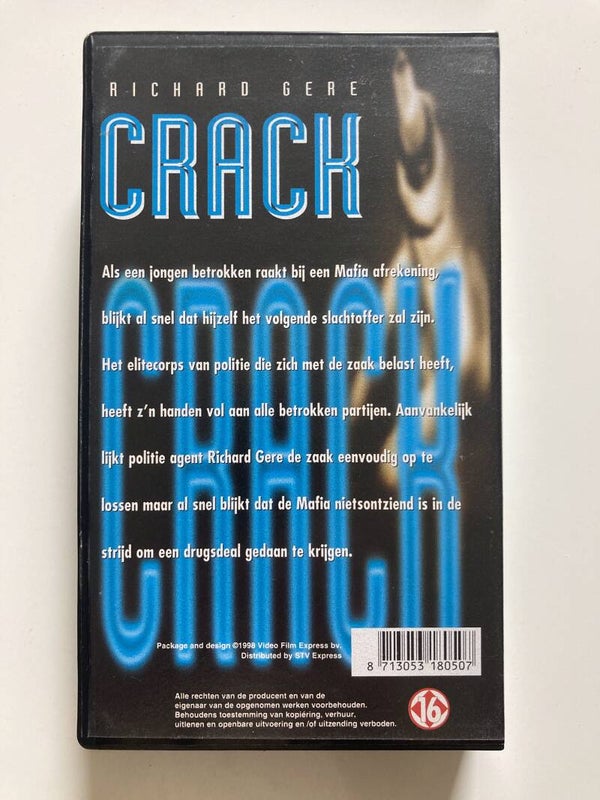 RICHARD GERE
CRACK
Als een jongen betrokken raakt bij een Mafia afrekening,
blijkt al snel dat hijzelf het volgende slachtoffer zal zijn.
Het elitecorps van politie die zich met de zaak belast heeft,
heeft z'n handen vol aan alle betrokken partijen. Aanvankelijk
lijkt politie agent Richard Gere de zaak eenvoudig op te
lossen maar al snel blijkt dat de Mafia nietsontziend is in de
strijd om een drugsdeal gedaan te krijgen.
CRACK
Package and design ©1998 Video Film Express bv.
Distributed by STV Express
8 713053 180507
Alle rechten van de producent en van de
eigenaar van de opgenomen werken voorbehouden.
Behoudens toestemming van kopiéring, verhuur,
uitlenen en openbare uitvoering en /of uitzending verboden.
16